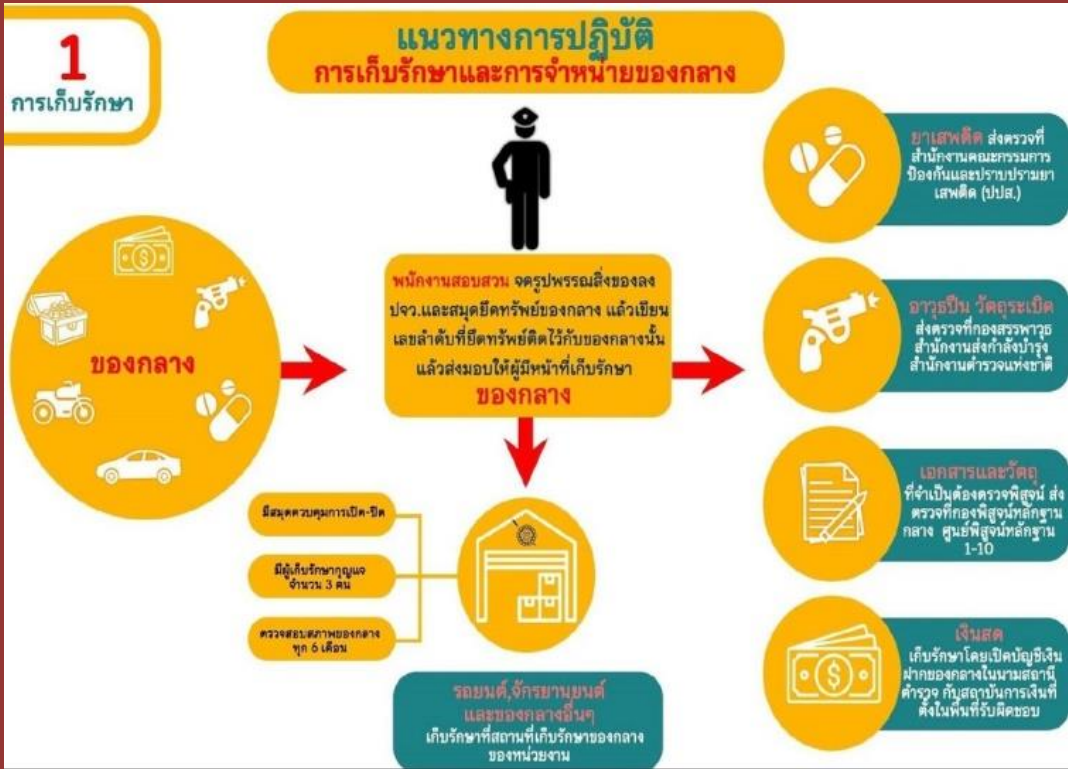 1
การเก็บรักษา
แนวทางการปฏิบัติ
การเก็บรักษาและการจำหน่ายของกลาง
ของกลาง
พนักงานสอบสวน จดรูปพรรณสิ่งของลง
ปจว.และสมุดยึดทรัพย์ของกลาง แล้วเขียน
เลขลำดับที่ยึดทรัพย์ติดไว้กับของกลางนั้น
แล้วส่งมอบให้ผู้มีหน้าที่เก็บรักษา
ของกลาง
มีสมุดควบคุมการเปิด-ปิด
มีผู้เก็บรักษากุญแจ
จำนวน 3 คน
ตรวจสอบสภาพของกลาง
ทุก 6 เดือน
รถยนต์,จักรยานยนต์
และของกลางอื่นๆ
เก็บรักษาที่สถานที่เก็บรักษาของกลาง
ของหน่วยงาน
ยาเสพติด ส่งตรวจที่
สำนักงานคณะกรรมการ
ป้องกันและปราบปรามยา
เสพติด (ปปส.)
อาวุธปืน วัตถุระเบิด
ส่งตรวจที่กองสรรพาวุธ
สำนักงานส่งกำลังบำรุง
สำนักงานตำรวจแห่งชาติ
เอกสารและวัตถุ
ที่จำเป็นต้องตรวจพิสูจน์ ส่ง
ตรวจที่กองพิสูจน์หลักฐาน
กลาง ศูนย์พิสูจน์หลักฐาน
1-10
เงินสด
เก็บรักษาโดยเปิดบัญชีเงิน
ฝากของกลางในนามสถานี
ตำรวจ กับสถาบันการเงินที่
ตั้งในพื้นที่รับผิดชอบ